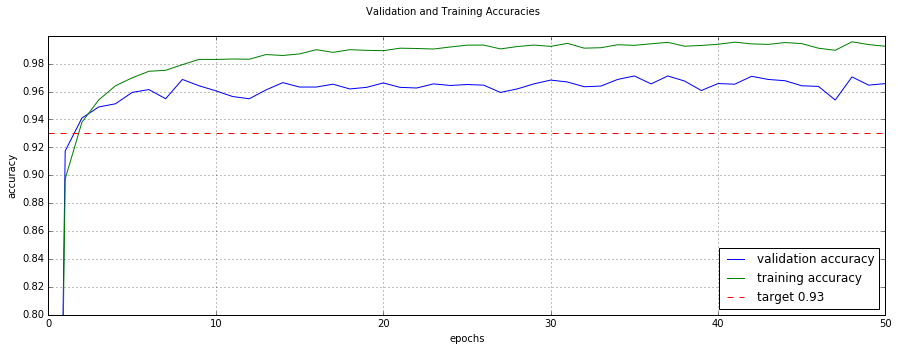 Validation and Training Accuracies
0.98
0.96
0.94
0.92
0.90
0.88
0.86
0.84
0.82
0.80
accuracy
0
10
20
30
40
50
epochs
validation accuracy
training accuracy
target 0.93